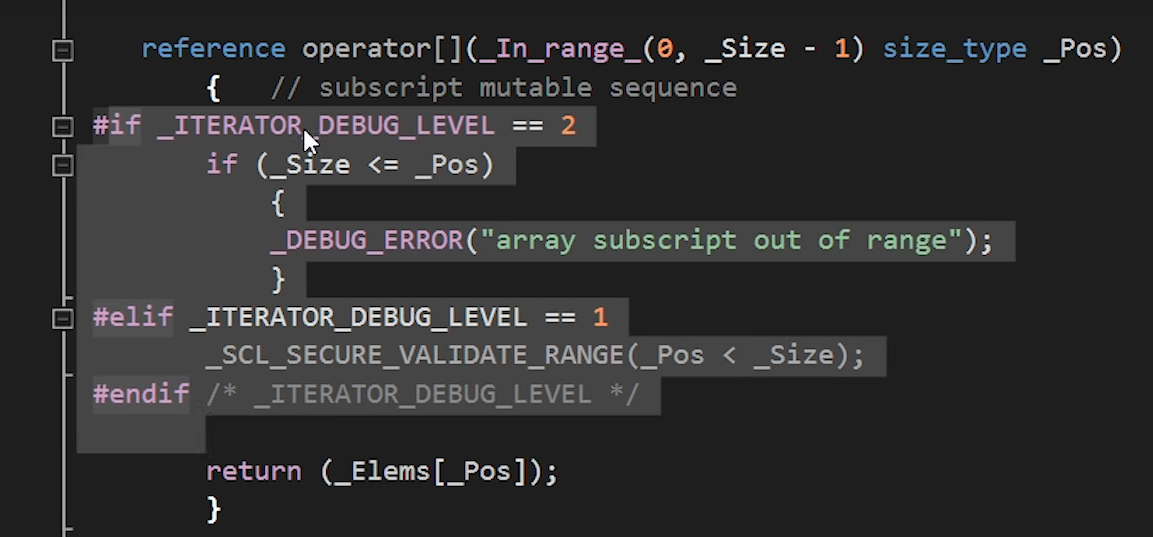 reference operator[](_In_range_(0, _Size - 1) size_type _Pos)
{ // subscript mutable sequence
#if _ITERATOR_DEBUG_LEVEL == 2
if (_Size <= _Pos)
{
_DEBUG_ERROR("array subscript out of range");
}
#elif _ITERATOR_DEBUG_LEVEL == 1
_SCL_SECURE_VALIDATE_RANGE(_Pos < _Size);
#endif /* _ITERATOR_DEBUG_LEVEL */
return (_Elems[_Pos]);
}